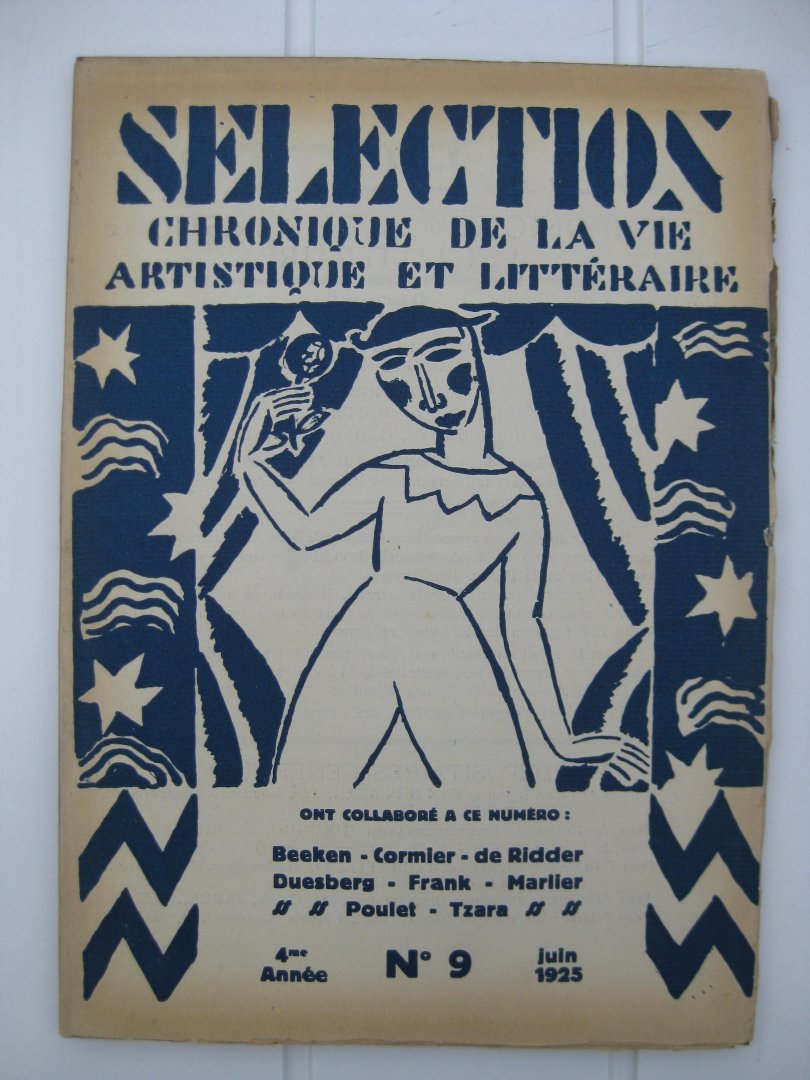 SELECTION
CHRONIQUE DE LA VIE
ARTISTIQUE ET LITTÉRAIRE
ONT COLLABORÉ A CE NUMÉRO :
Beeken - Cormier - de Ridder
Duesberg - Frank - Marlier
Poulet - Tzara
4me Année N° 9 juin 1925